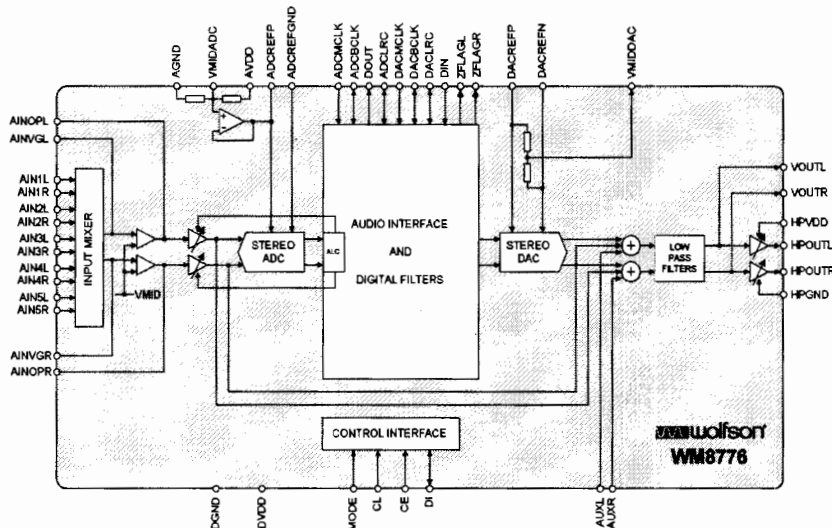 AGND
VMIDADC
AVDD
ADCREFP
ADCREFGND
ADCMCLK
ADCBCLK
DOUT
ADCLRC
DACMCLK
DACBCLK
DACLRC
DIN
ZFLAGL
ZFLAGR
DACREFP
DACREFN
VMIDDAC
AINOPL
AINVGL
AIN1L
AIN1R
AIN2L
AIN2R
AIN3L
AIN3R
AIN4L
AIN4R
AIN5L
AIN5R
AINVGR
AINOPR
INPUT MIXER
VMID
+
-
STEREO
ADC
ALC
AUDIO INTERFACE
AND
DIGITAL FILTERS
STEREO
DAC
+
+
LOW
PASS
FILTERS
VOUTL
VOUTR
HPVDD
HPOUTL
HPOUTR
HPGND
CONTROL INTERFACE
wolfson
WM8776
DGND
DVDD
MODE
CL
CE
DI
AUXL
AUXR